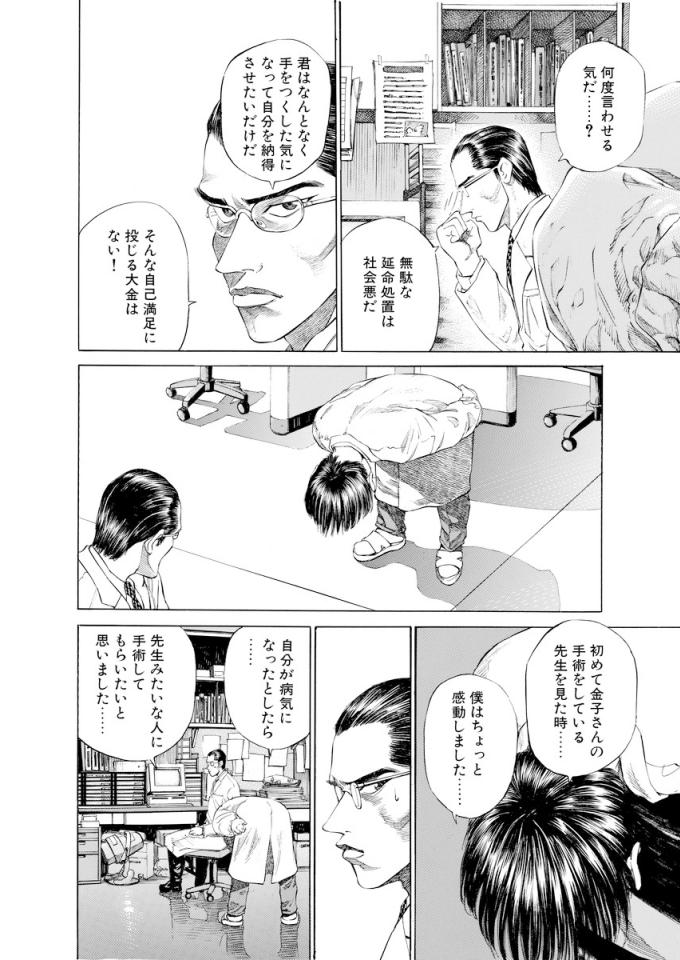 何度言わせる
気だ……？
無駄な
延命処置は
社会悪だ
君はなんとなく
手をつくした気に
なって自分を納得
させたいだけだ
そんな自己満足に
投じる大金は
ない！
初めて金子さんの
手術をしている
先生を見た時……
僕はちょっと
感動しました……
自分が病気に
なったとしたら
……
先生みたいな人に
手術して
もらいたいと
思いました……